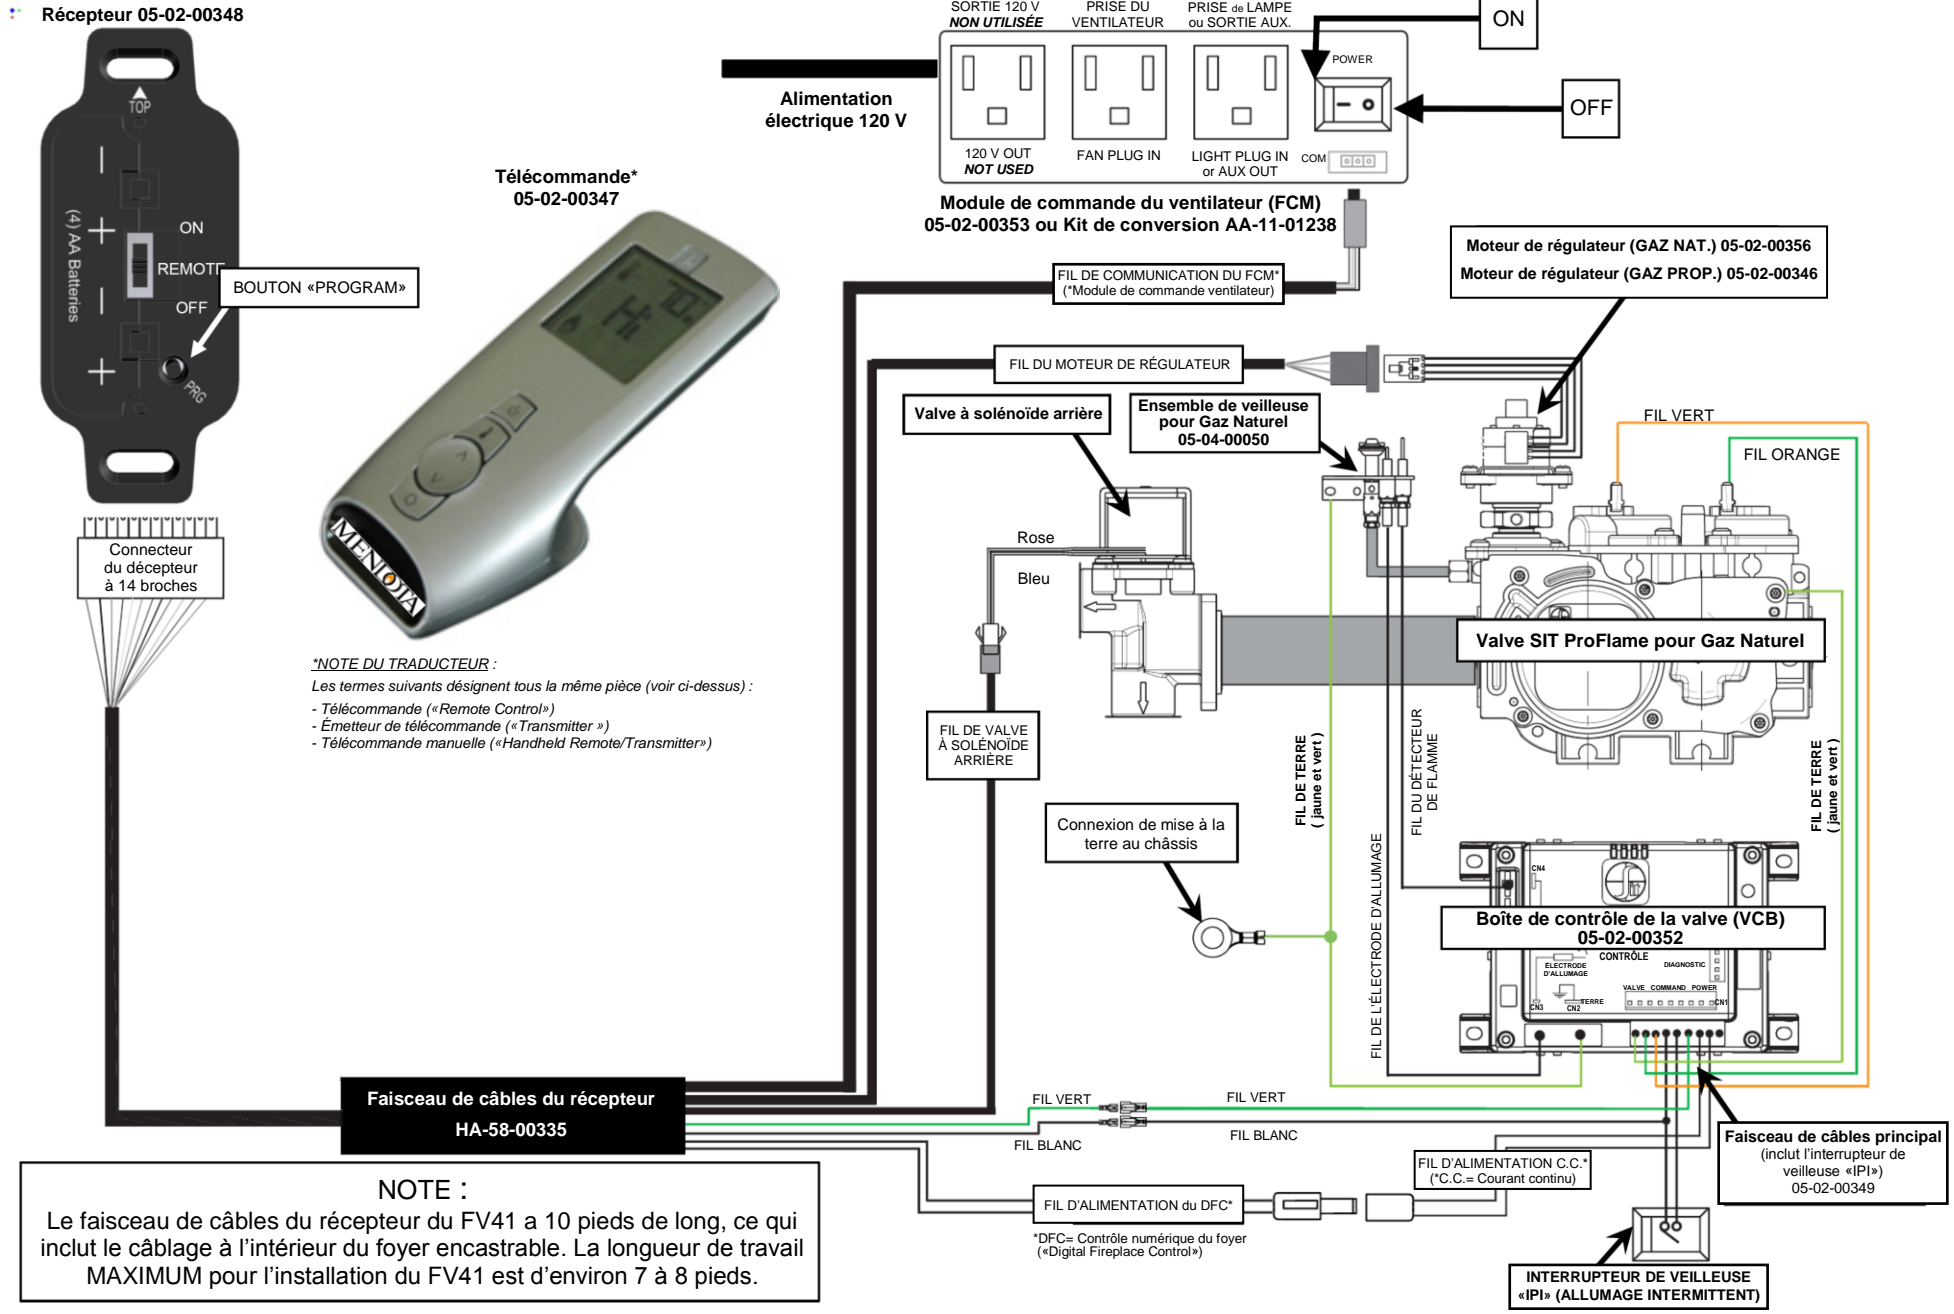 Récepteur 05-02-00348
TOP
(4) AA Batteries
ON
REMOTE
OFF
PRG
BOUTON «PROGRAM»
Connecteur
du décepteur
à 14 broches
Télécommande*
05-02-00347
70
Hi
MENDOTA
*NOTE DU TRADUCTEUR :
Les termes suivants désignent tous la même pièce (voir ci-dessus) :
- Télécommande («Remote Control»)
- Émetteur de télécommande («Transmitter »)
- Télécommande manuelle («Handheld Remote/Transmitter»)
SORTIE 120 V
NON UTILISÉE
PRISE DU
VENTILATEUR
PRISE de LAMPE
ou SORTIE AUX.
ON
POWER
OFF
Alimentation
électrique 120 V
120 V OUT
NOT USED
FAN PLUG IN
LIGHT PLUG IN
or AUX OUT
COM
Module de commande du ventilateur (FCM)
05-02-00353 ou Kit de conversion AA-11-01238
FIL DE COMMUNICATION DU FCM*
(*Module de commande ventilateur)
Moteur de régulateur (GAZ NAT.) 05-02-00356
Moteur de régulateur (GAZ PROP.) 05-02-00346
FIL DU MOTEUR DE RÉGULATEUR
Valve à solénoïde arrière
Ensemble de veilleuse
pour Gaz Naturel
05-04-00050
FIL VERT
FIL ORANGE
Rose
Bleu
Valve SIT ProFlame pour Gaz Naturel
FIL DE VALVE
À SOLÉNOÏDE
ARRIÈRE
FIL DE TERRE
( jaune et vert )
FIL DU DÉTECTEUR
DE FLAMME
FIL DE TERRE
( jaune et vert )
Connexion de mise à la
terre au châssis
FIL DE L'ÉLECTRODE D'ALLUMAGE
CN4
Boîte de contrôle de la valve (VCB)
05-02-00352
CONTRÔLE
ÉLECTRODE
D'ALLUMAGE
DIAGNOSTIC
VALVE COMMAND POWER
CN3
CN2
TERRE
CN1
Faisceau de câbles du récepteur
HA-58-00335
FIL VERT
FIL VERT
FIL BLANC
FIL BLANC
FIL D'ALIMENTATION C.C.*
(*C.C.= Courant continu)
Faisceau de câbles principal
(inclut l'interrupteur de
veilleuse «IPI»)
05-02-00349
FIL D'ALIMENTATION du DFC*
*DFC= Contrôle numérique du foyer
(«Digital Fireplace Control»)
INTERRUPTEUR DE VEILLEUSE
«IPI» (ALLUMAGE INTERMITTENT)
NOTE :
Le faisceau de câbles du récepteur du FV41 a 10 pieds de long, ce qui
inclut le câblage à l'intérieur du foyer encastrable. La longueur de travail
MAXIMUM pour l'installation du FV41 est d'environ 7 à 8 pieds.